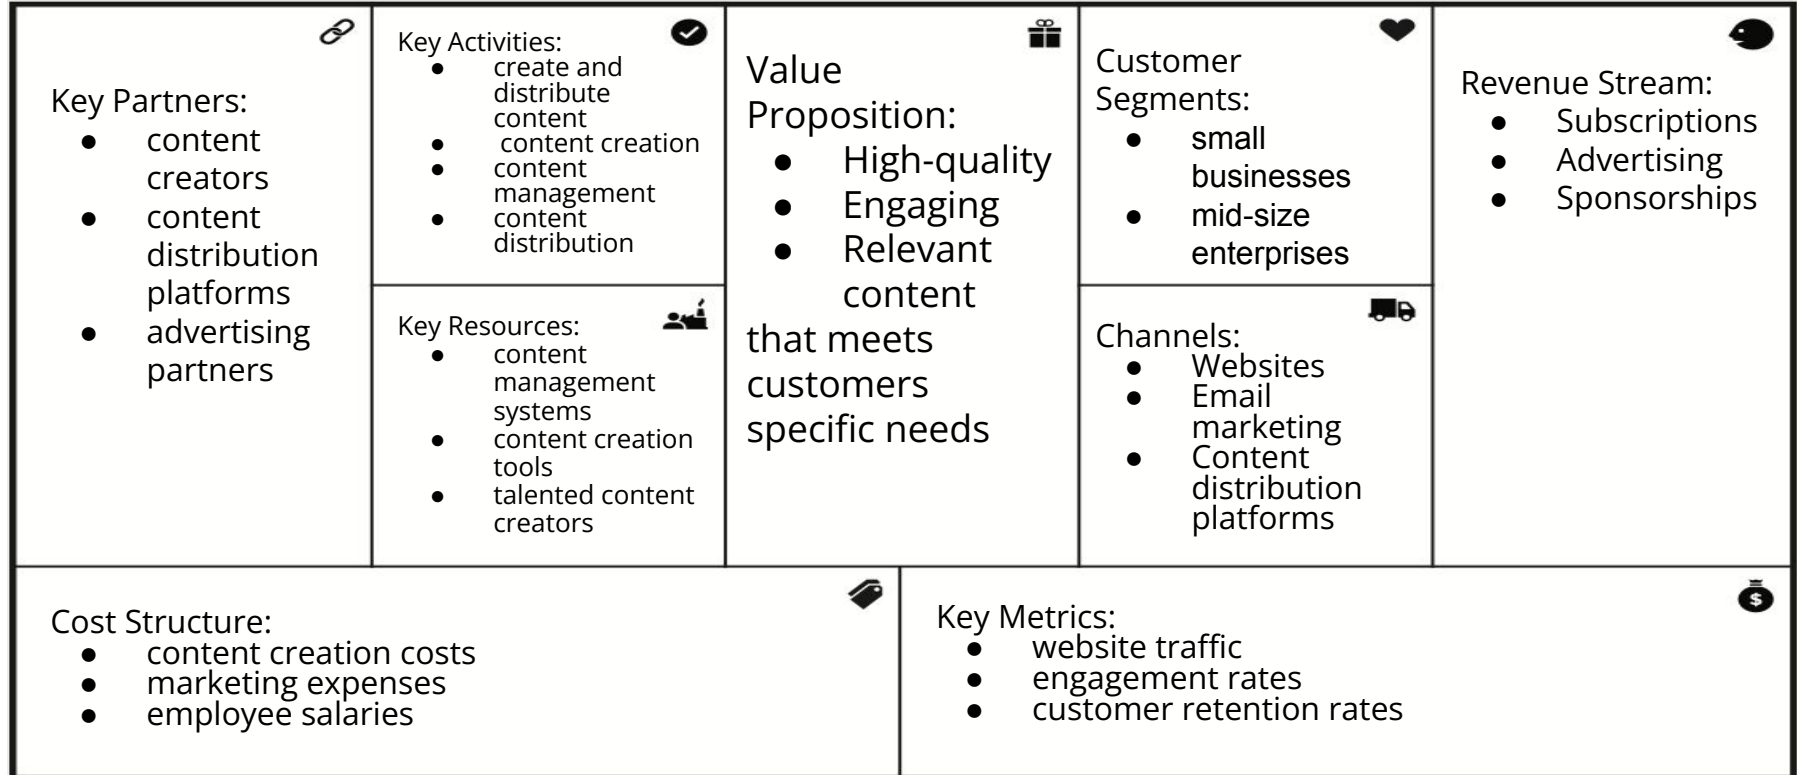 Key Partners:
● content
creators
● content
distribution
platforms
● advertising
partners
Key Activities:
● create and
distribute
content
● content creation
● content
management
● content
distribution
Key Resources:
● content
management
systems
● content creation
tools
● talented content
creators
Value
Proposition:
● High-quality
● Engaging
● Relevant
content
that meets
customers
specific needs
Customer
Segments:
● small
businesses
● mid-size
enterprises
Channels:
● Websites
● Email
marketing
● Content
distribution
platforms
Revenue Stream:
● Subscriptions
● Advertising
● Sponsorships
Cost Structure:
● content creation costs
● marketing expenses
● employee salaries
Key Metrics:
● website traffic
● engagement rates
● customer retention rates
$